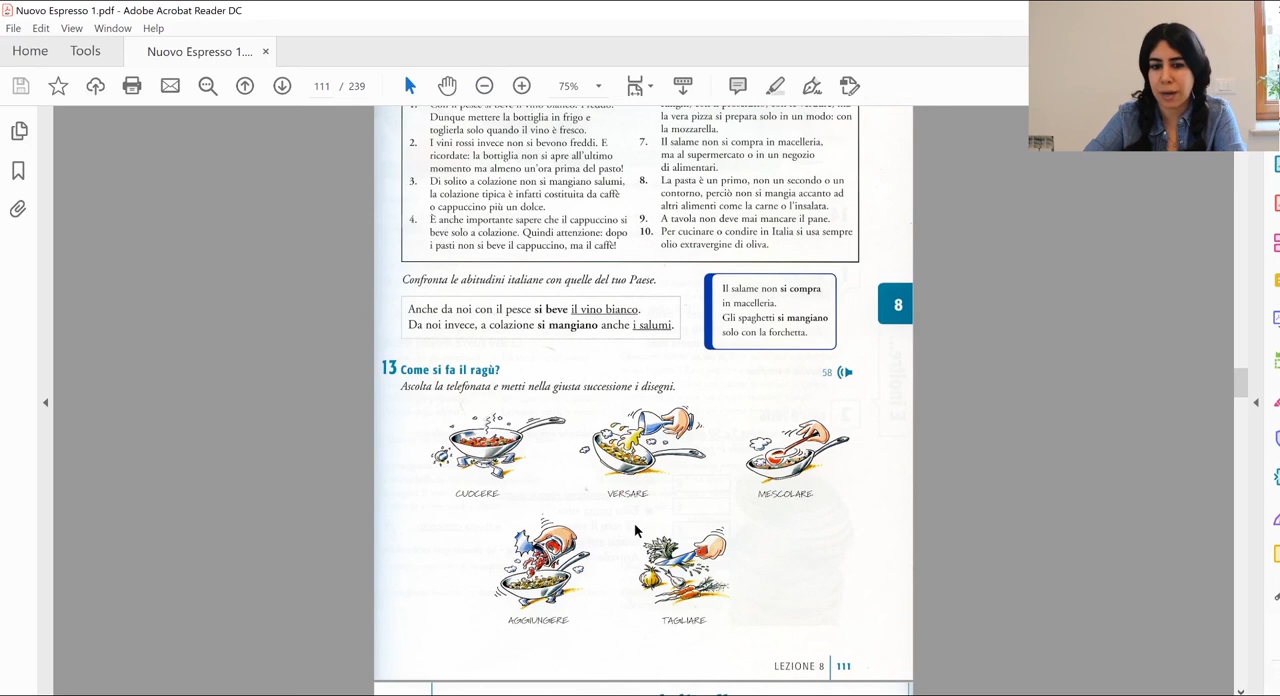 Nuovo Espresso 1.pdf - Adobe Acrobat Reader DC
File Edit View Window Help
Home Tools Nuovo Espresso 1.... ×
111 / 239 75%
1. Con il pesce si beve il vino bianco. Freddo.
Dunque mettere la bottiglia in frigo e
toglierla solo quando il vino è fresco.
2. I vini rossi invece non si bevono freddi. E
ricordate: la bottiglia non si apre all'ultimo
momento ma almeno un'ora prima del pasto!
3. Di solito a colazione non si mangiano salumi,
la colazione tipica è infatti costituita da caffè
o cappuccino più un dolce.
4. È anche importante sapere che il cappuccino si
beve solo a colazione. Quindi attenzione: dopo
i pasti non si beve il cappuccino, ma il caffè!
la vera pizza si prepara solo in un modo: con
la mozzarella.
7. Il salame non si compra in macelleria,
ma al supermercato o in un negozio
di alimentari.
8. La pasta è un primo, non un secondo o un
contorno, perciò non si mangia accanto ad
altri alimenti come la carne o l'insalata.
9. A tavola non deve mai mancare il pane.
10. Per cucinare o condire in Italia si usa sempre
olio extravergine di oliva.
Confronta le abitudini italiane con quelle del tuo Paese.
Anche da noi con il pesce si beve il vino bianco.
Da noi invece, a colazione si mangiano anche i salumi.
Il salame non si compra
in macelleria.
Gli spaghetti si mangiano
solo con la forchetta.
8
13 Come si fa il ragù?
58
Ascolta la telefonata e metti nella giusta successione i disegni.
CUOCERE
VERSARE
MESCOLARE
AGGIUNGERE
TAGLIARE
LEZIONE 8 111